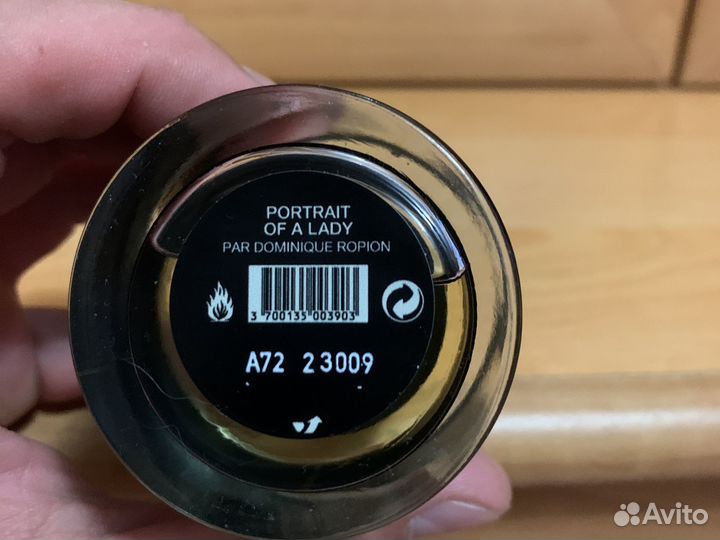 PORTRAIT
OF A LADY
PAR DOMINIQUE ROPION
3 700135 003903
A72 23009
Avito